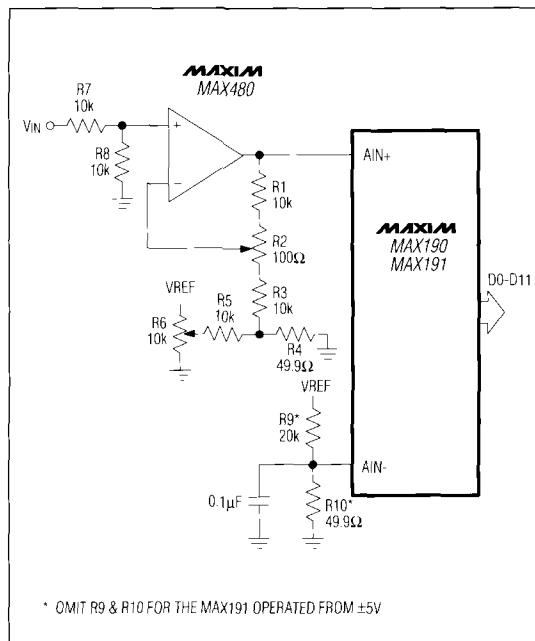 MAXIM
MAX480
R7
10k
VIN
+
R8
10k
−
R1
10k
R2
100Ω
R3
10k
VREF
R5
10k
R6
10k
R4
49.9Ω
VREF
R9*
20k
0.1µF
R10*
49.9Ω
AIN+
MAXIM
MAX190
MAX191
D0-D11
AIN-
* OMIT R9 & R10 FOR THE MAX191 OPERATED FROM ±5V